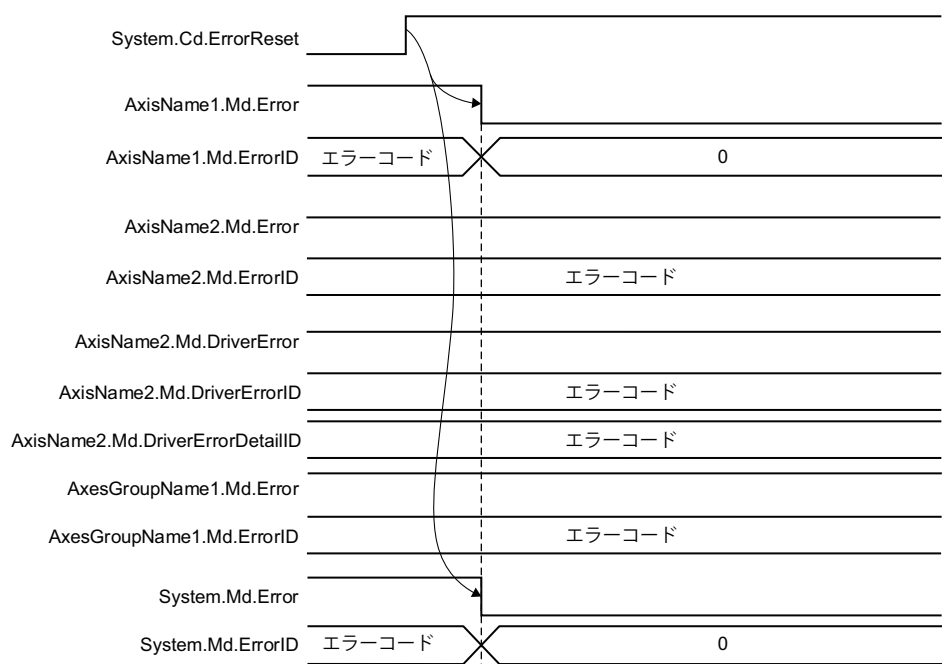 System.Cd.ErrorReset
AxisName1.Md.Error
AxisName1.Md.ErrorID エラーコード 0
AxisName2.Md.Error
AxisName2.Md.ErrorID エラーコード
AxisName2.Md.DriverError
AxisName2.Md.DriverErrorID エラーコード
AxisName2.Md.DriverErrorDetailID エラーコード
AxesGroupName1.Md.Error
AxesGroupName1.Md.ErrorID エラーコード
System.Md.Error
System.Md.ErrorID エラーコード 0